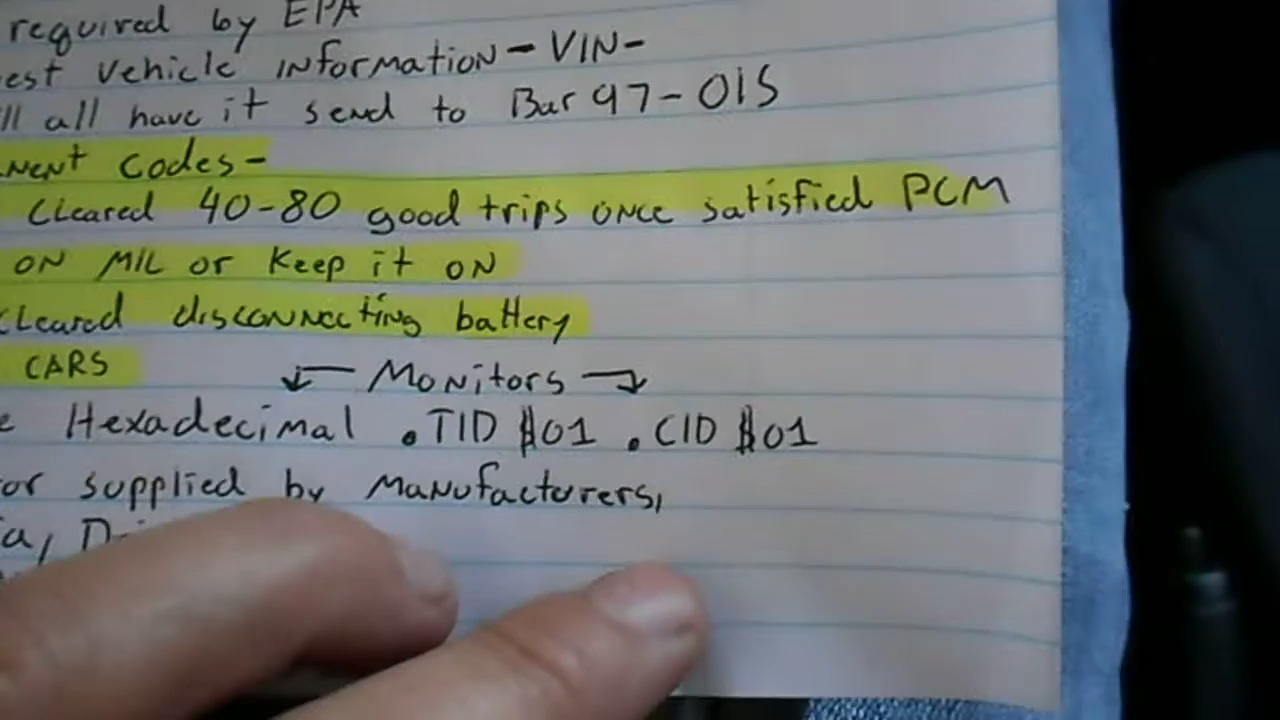 required by EPA
est vehicle information - VIN-
ll all have it send to Bar 97-OIS
nent codes-
cleared 40-80 good trips once satisfied PCM
ON MIL or keep it ON
cleared disconnecting battery
CARS ← Monitors →
e Hexadecimal . TID $01 . CID $01
or supplied by manufacturers,
a,